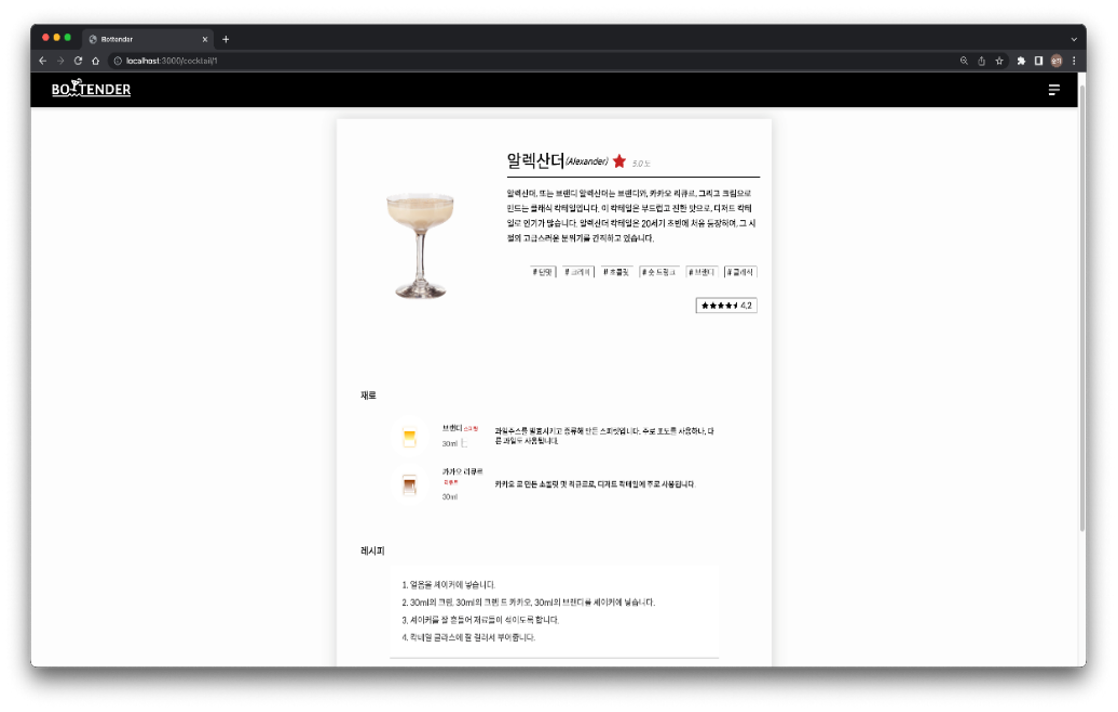 Bottender
localhost:3000/cocktail/1
BOTTENDER
알렉산더(Alexander) 5.0도
알렉산더, 또는 브랜디 알렉산더는 브랜디와, 카카오 리큐르, 그리고 크림으로
만드는 클래식 칵테일입니다. 이 칵테일은 부드럽고 진한 맛으로, 디저트 칵테
일로 인기가 많습니다. 알렉산더 칵테일은 20세기 초반에 처음 등장하여, 그 시
절의 고급스러운 분위기를 간직하고 있습니다.
# 단맛 # 크리미 # 초콜릿 # 숏 드링크 # 브랜디 # 클래식
4.2
재료
브랜디
30ml
과일주스를 발효시키고 증류해 만든 스피릿입니다. 주로 포도를 사용하나, 다
른 과일도 사용됩니다.
카카오 리큐르
30ml
카카오 로 만든 초콜릿 맛 리큐르로, 디저트 칵테일에 주로 사용됩니다.
레시피
1. 얼음을 셰이커에 넣습니다.
2. 30ml의 크림, 30ml의 크렘 드 카카오, 30ml의 브랜디를 셰이커에 넣습니다.
3. 셰이커를 잘 흔들어 재료들이 섞이도록 합니다.
4. 칵테일 글라스에 잘 걸러서 부어줍니다.